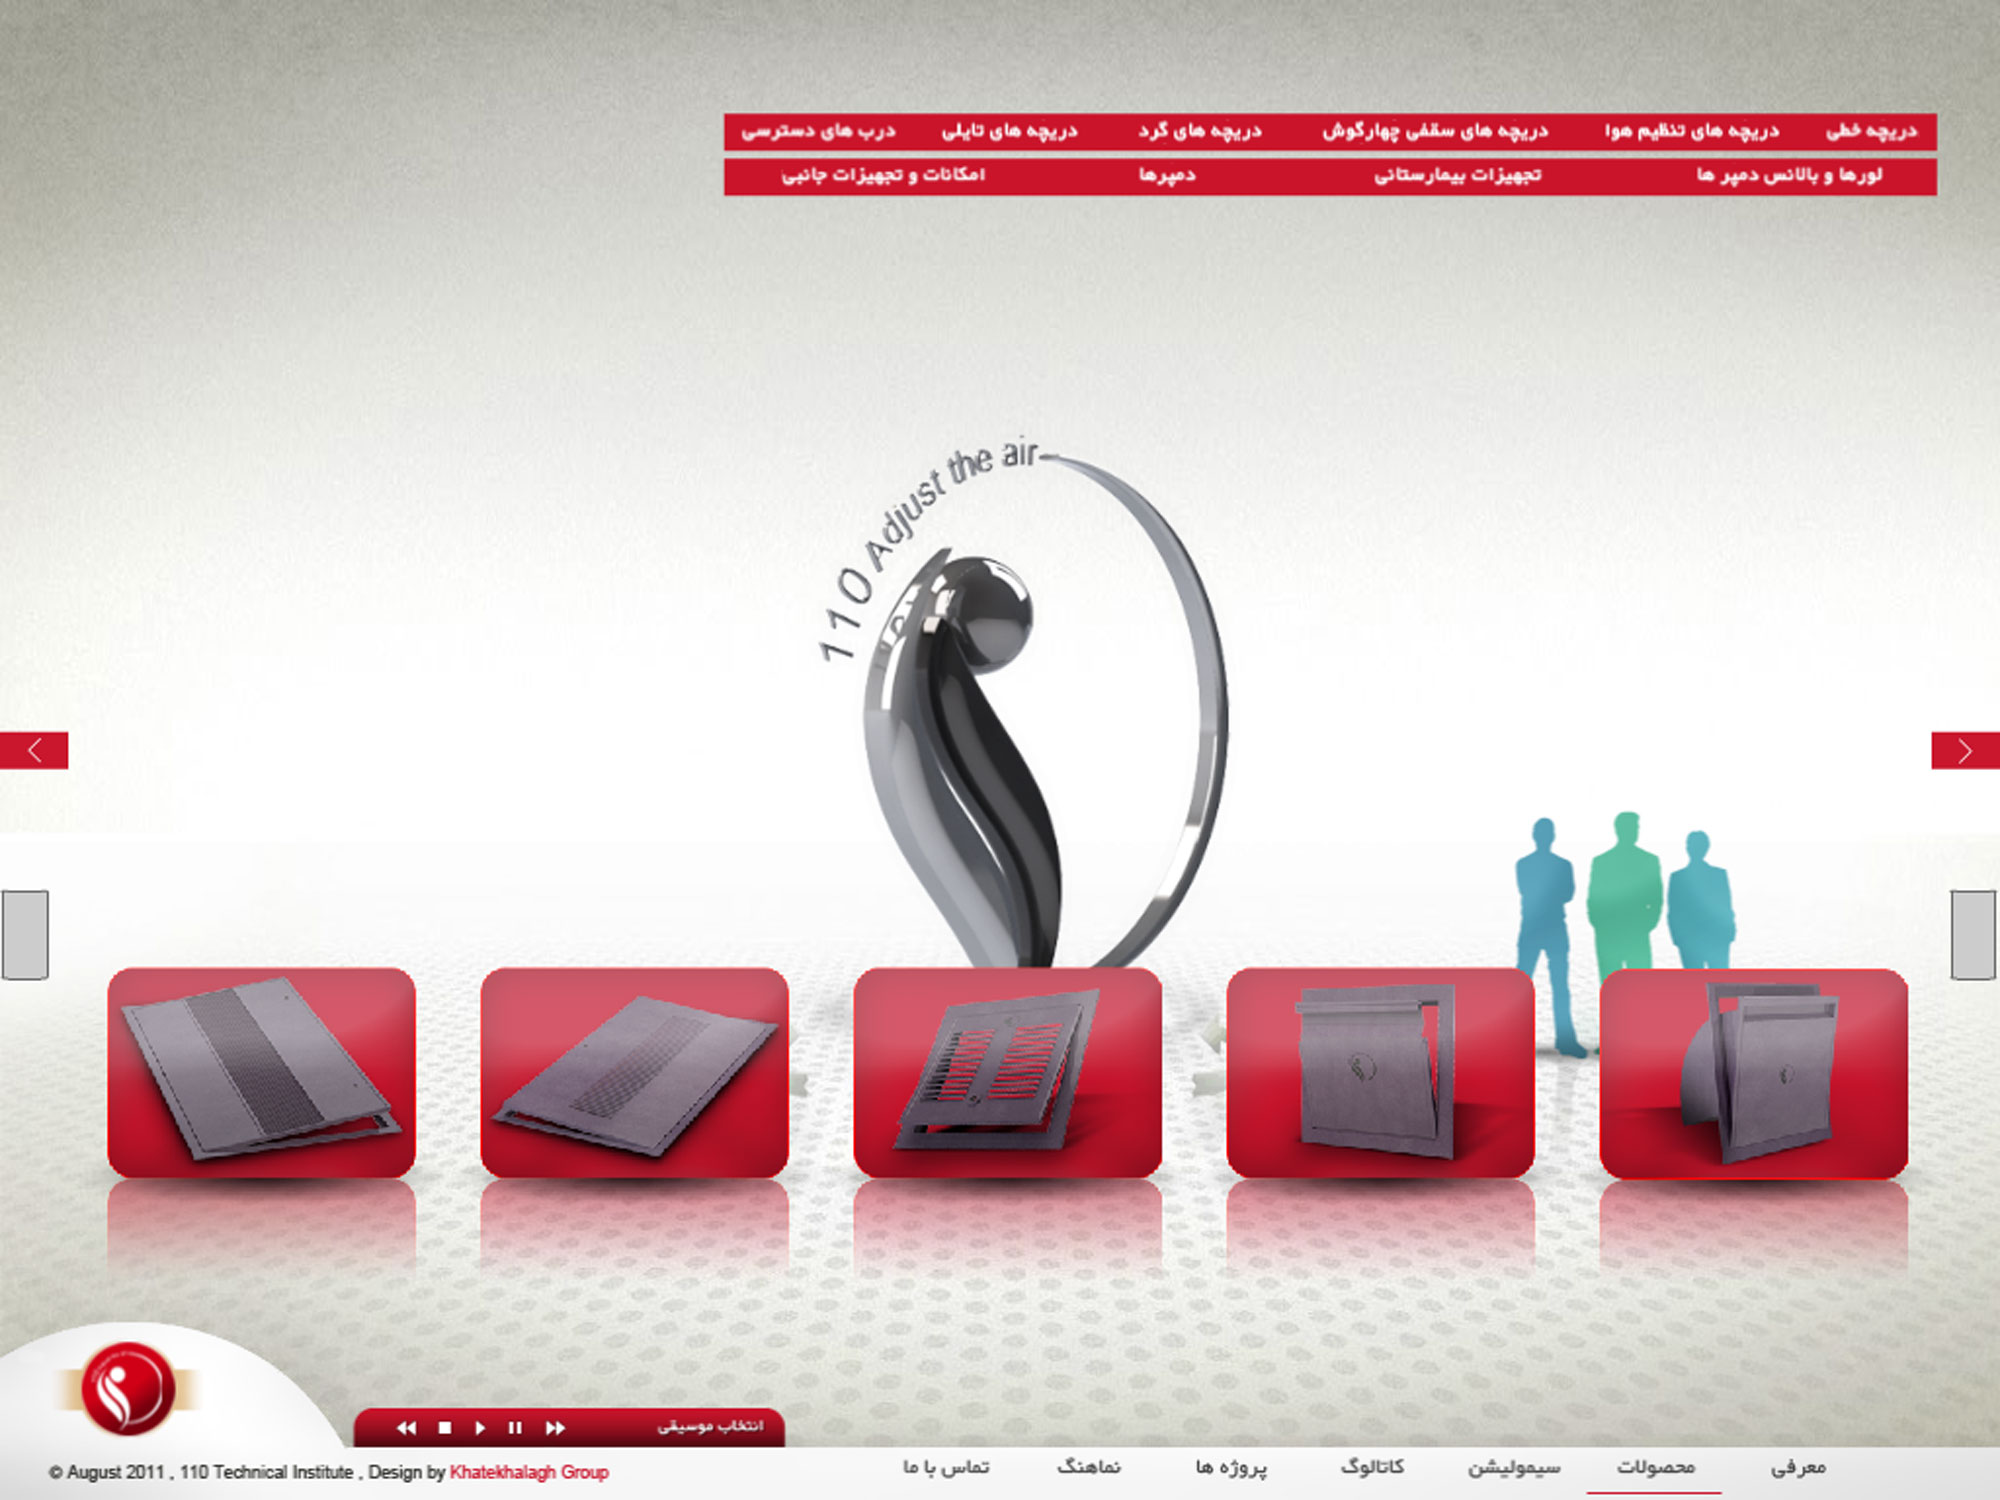 دریچه خطی دریچه های تنظیم هوا دریچه های سقفی چهارگوش دریچه های گرد دریچه های تایلی درب های دسترسی
لورها و بالانس دمپر ها تجهیزات بیمارستانی دمپرها امکانات و تجهیزات جانبی
110 Adjust the air
انتخاب موسیقی
معرفی محصولات سیمولیشن کاتالوگ پروژه ها نماهنگ تماس با ما
© August 2011 , 110 Technical Institute , Design by Khatekhalagh Group